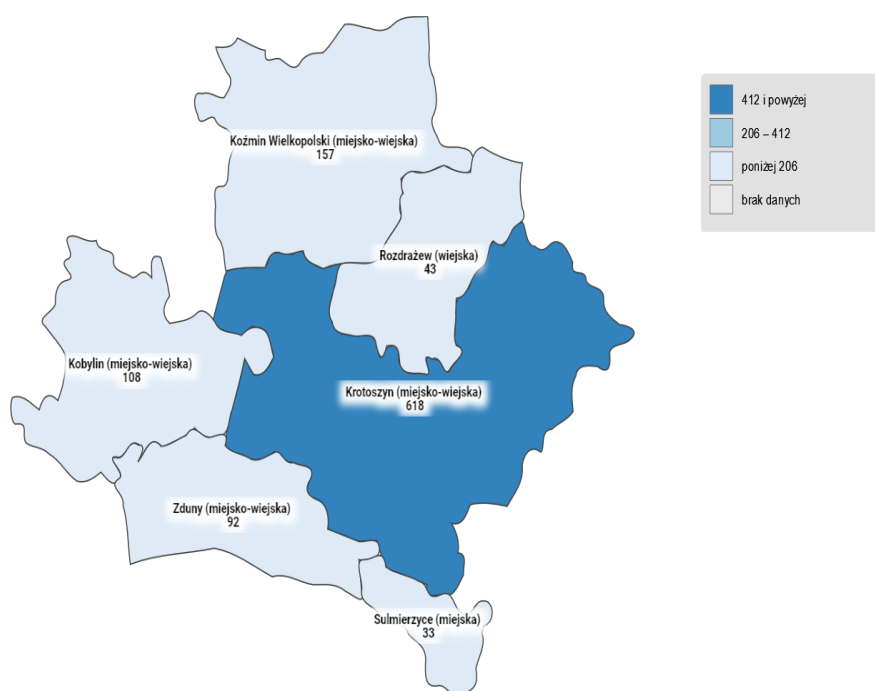 Koźmin Wielkopolski (miejsko-wiejska)
157
Rozdrażew (wiejska)
43
Kobylin (miejsko-wiejska)
108
Krotoszyn (miejsko-wiejska)
618
Zduny (miejsko-wiejska)
92
Sulmierzyce (miejska)
33
412 i powyżej
206 – 412
poniżej 206
brak danych